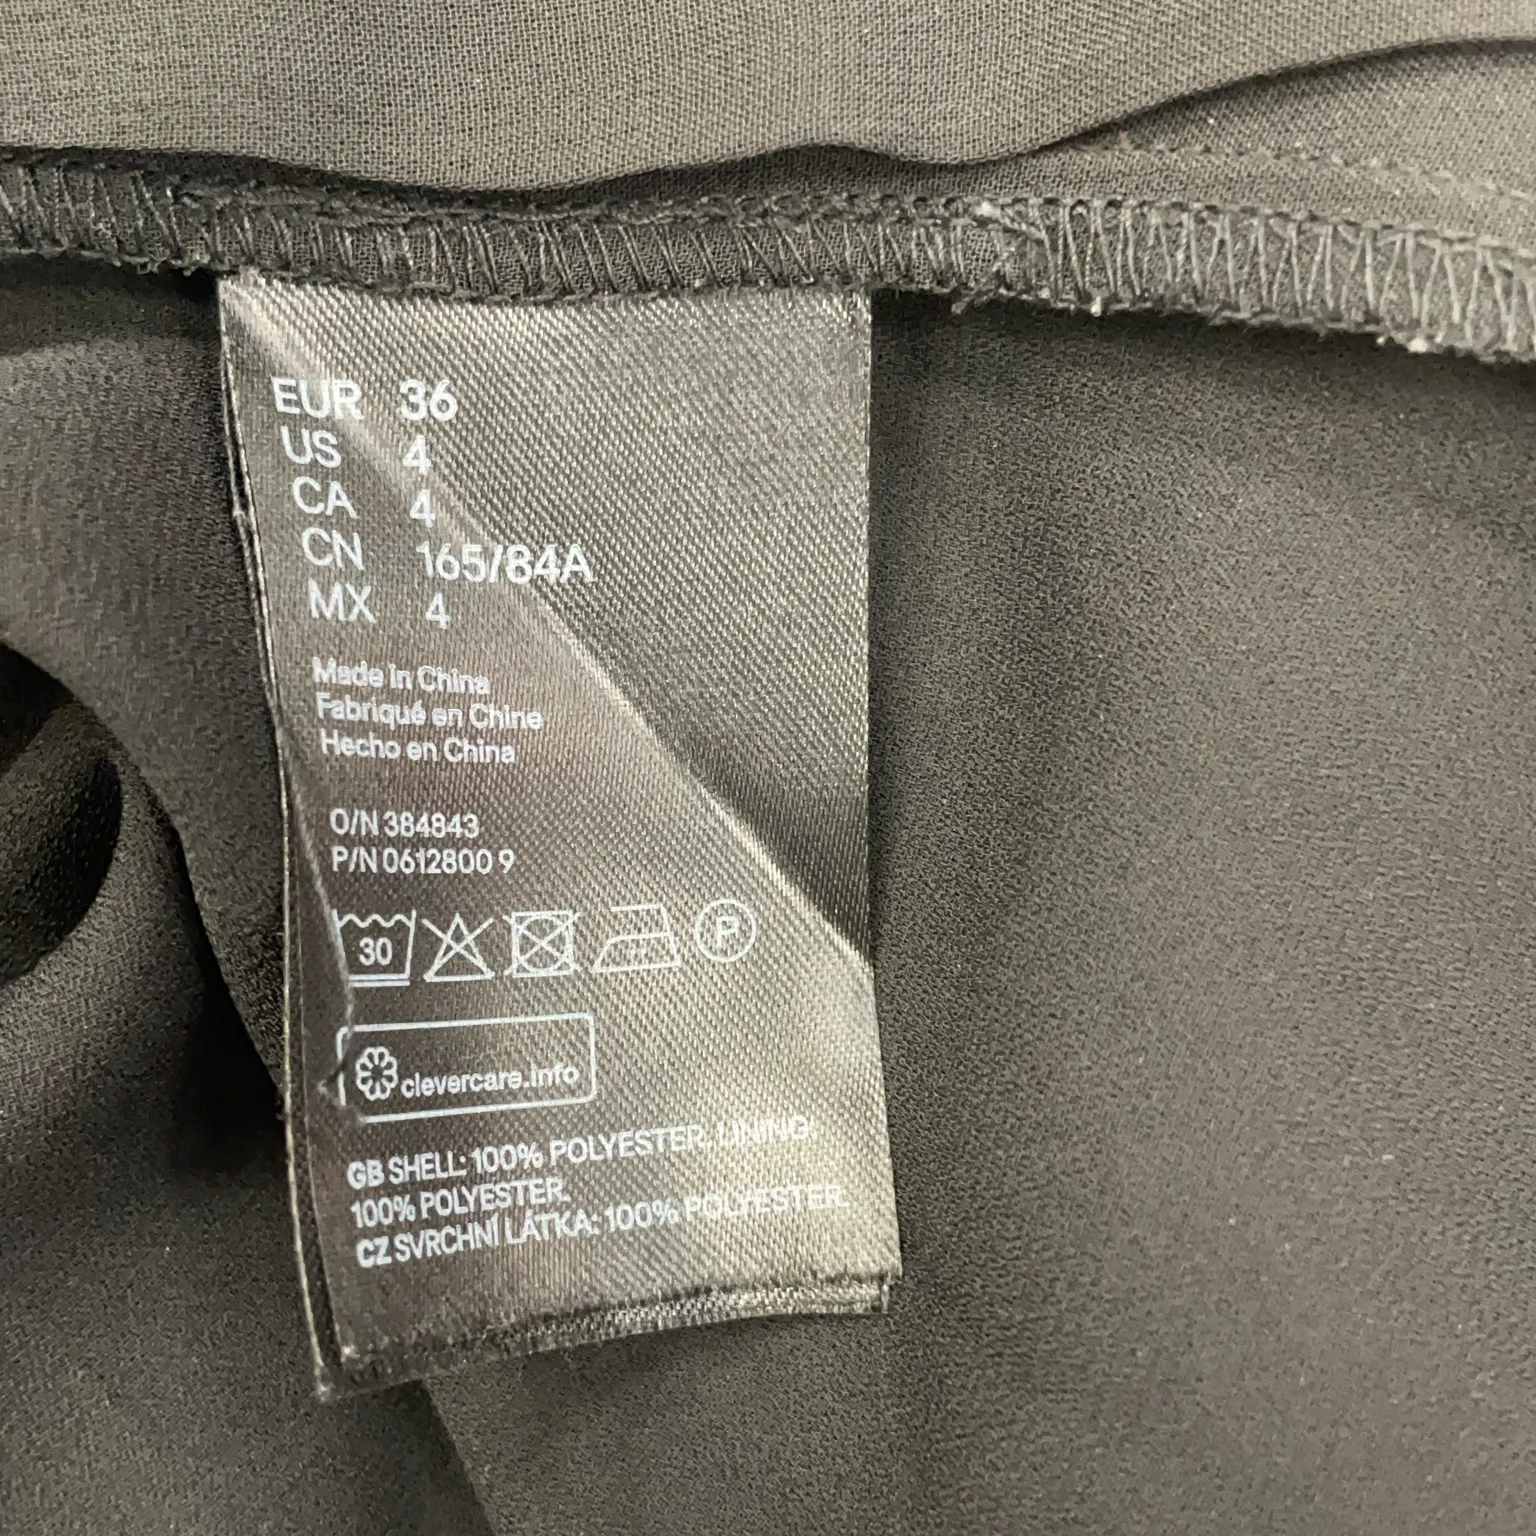 EUR 36
US 4
CA 4
CN 165/84A
MX 4
Made in China
Fabriqué en Chine
Hecho en China
O/N 384843
P/N 0612800 9
30
P
clevercare.info
GB SHELL: 100% POLYESTER. LINING:
100% POLYESTER.
CZ SVRCHNÍ LÁTKA: 100% POLYESTER.